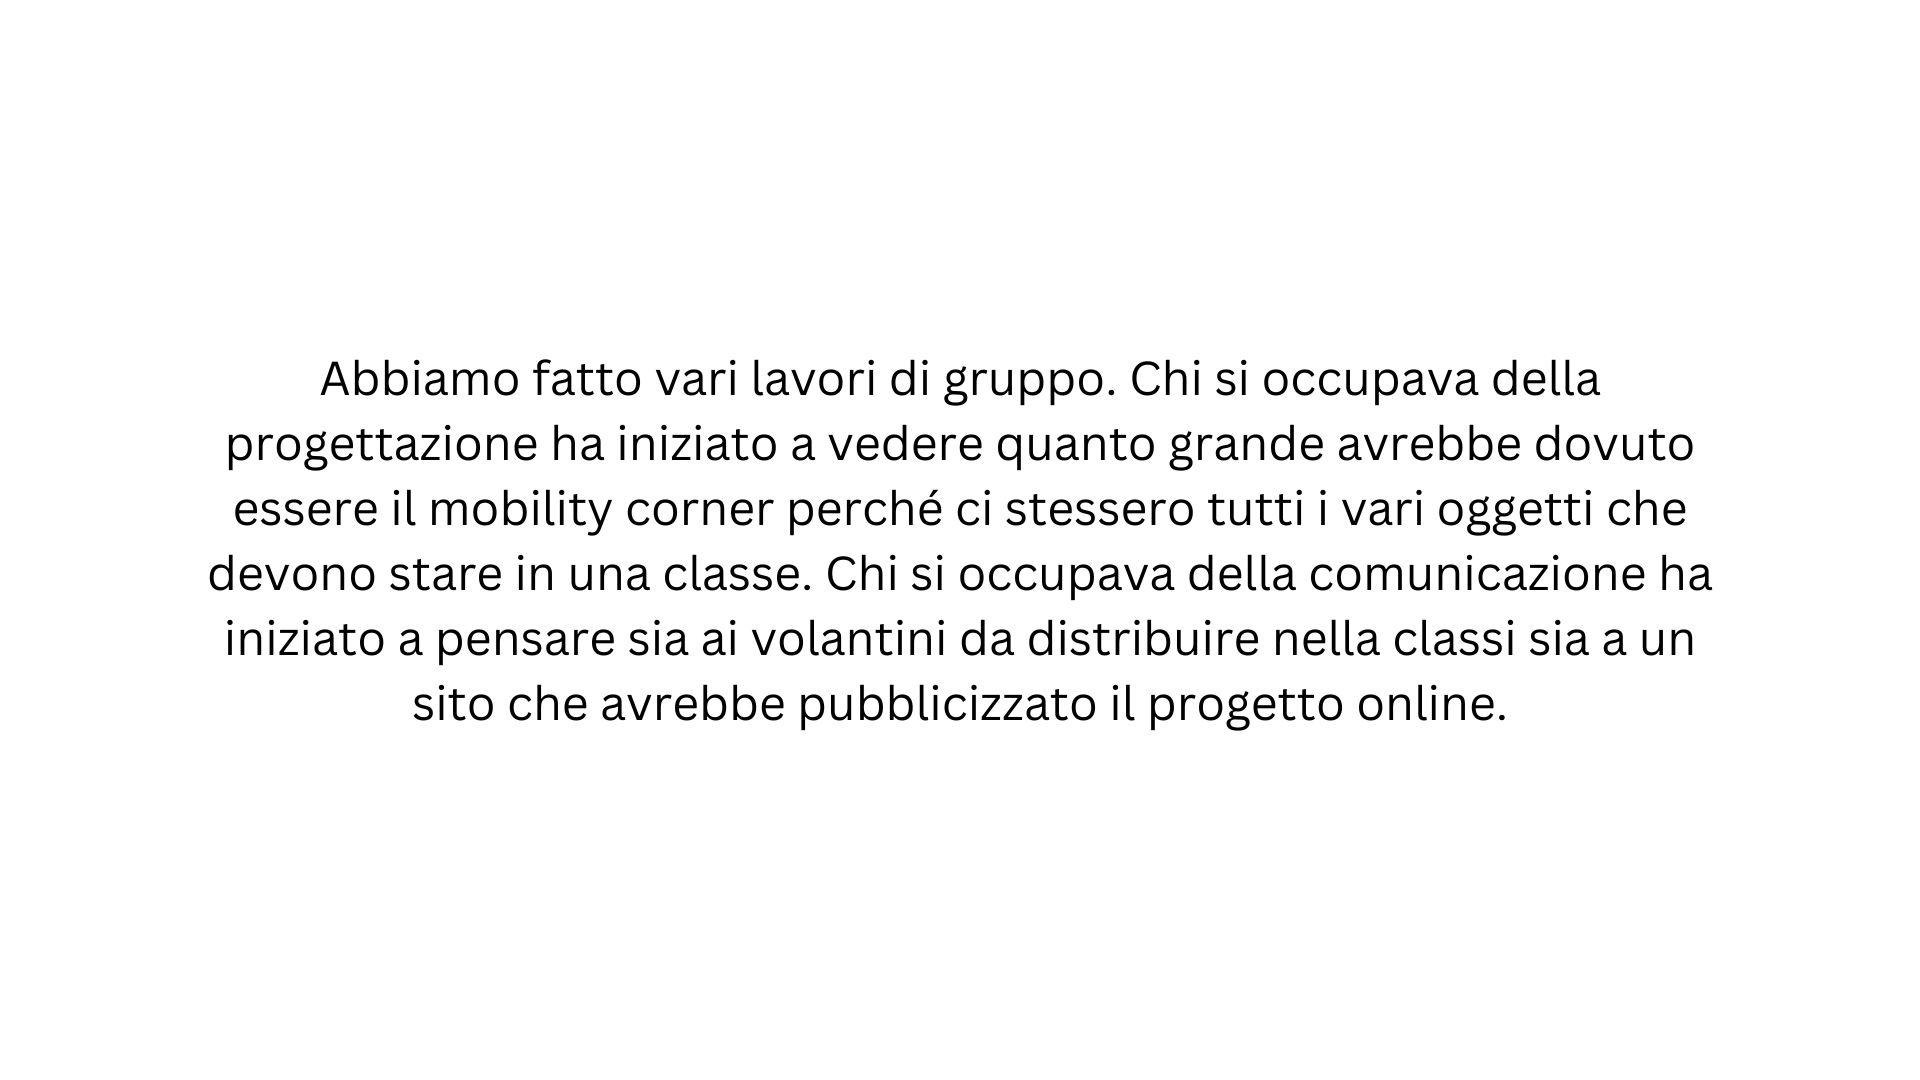 Abbiamo fatto vari lavori di gruppo. Chi si occupava della
progettazione ha iniziato a vedere quanto grande avrebbe dovuto
essere il mobility corner perché ci stessero tutti i vari oggetti che
devono stare in una classe. Chi si occupava della comunicazione ha
iniziato a pensare sia ai volantini da distribuire nella classi sia a un
sito che avrebbe pubblicizzato il progetto online.